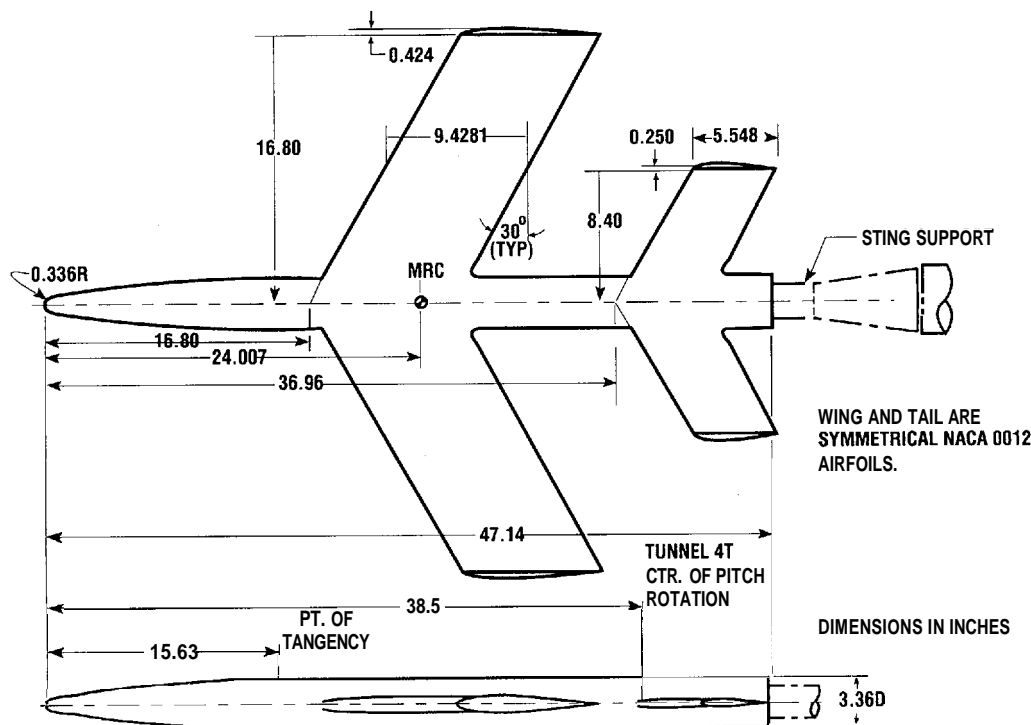 0.424
9.4281
0.250
5.548
16.80
8.40
30°
(TYP)
STING SUPPORT
0.336R
MRC
16.80
24.007
36.96
WING AND TAIL ARE
SYMMETRICAL NACA 0012
AIRFOILS.
47.14
TUNNEL 4T
CTR. OF PITCH
ROTATION
38.5
PT. OF
TANGENCY
DIMENSIONS IN INCHES
15.63
3.36D